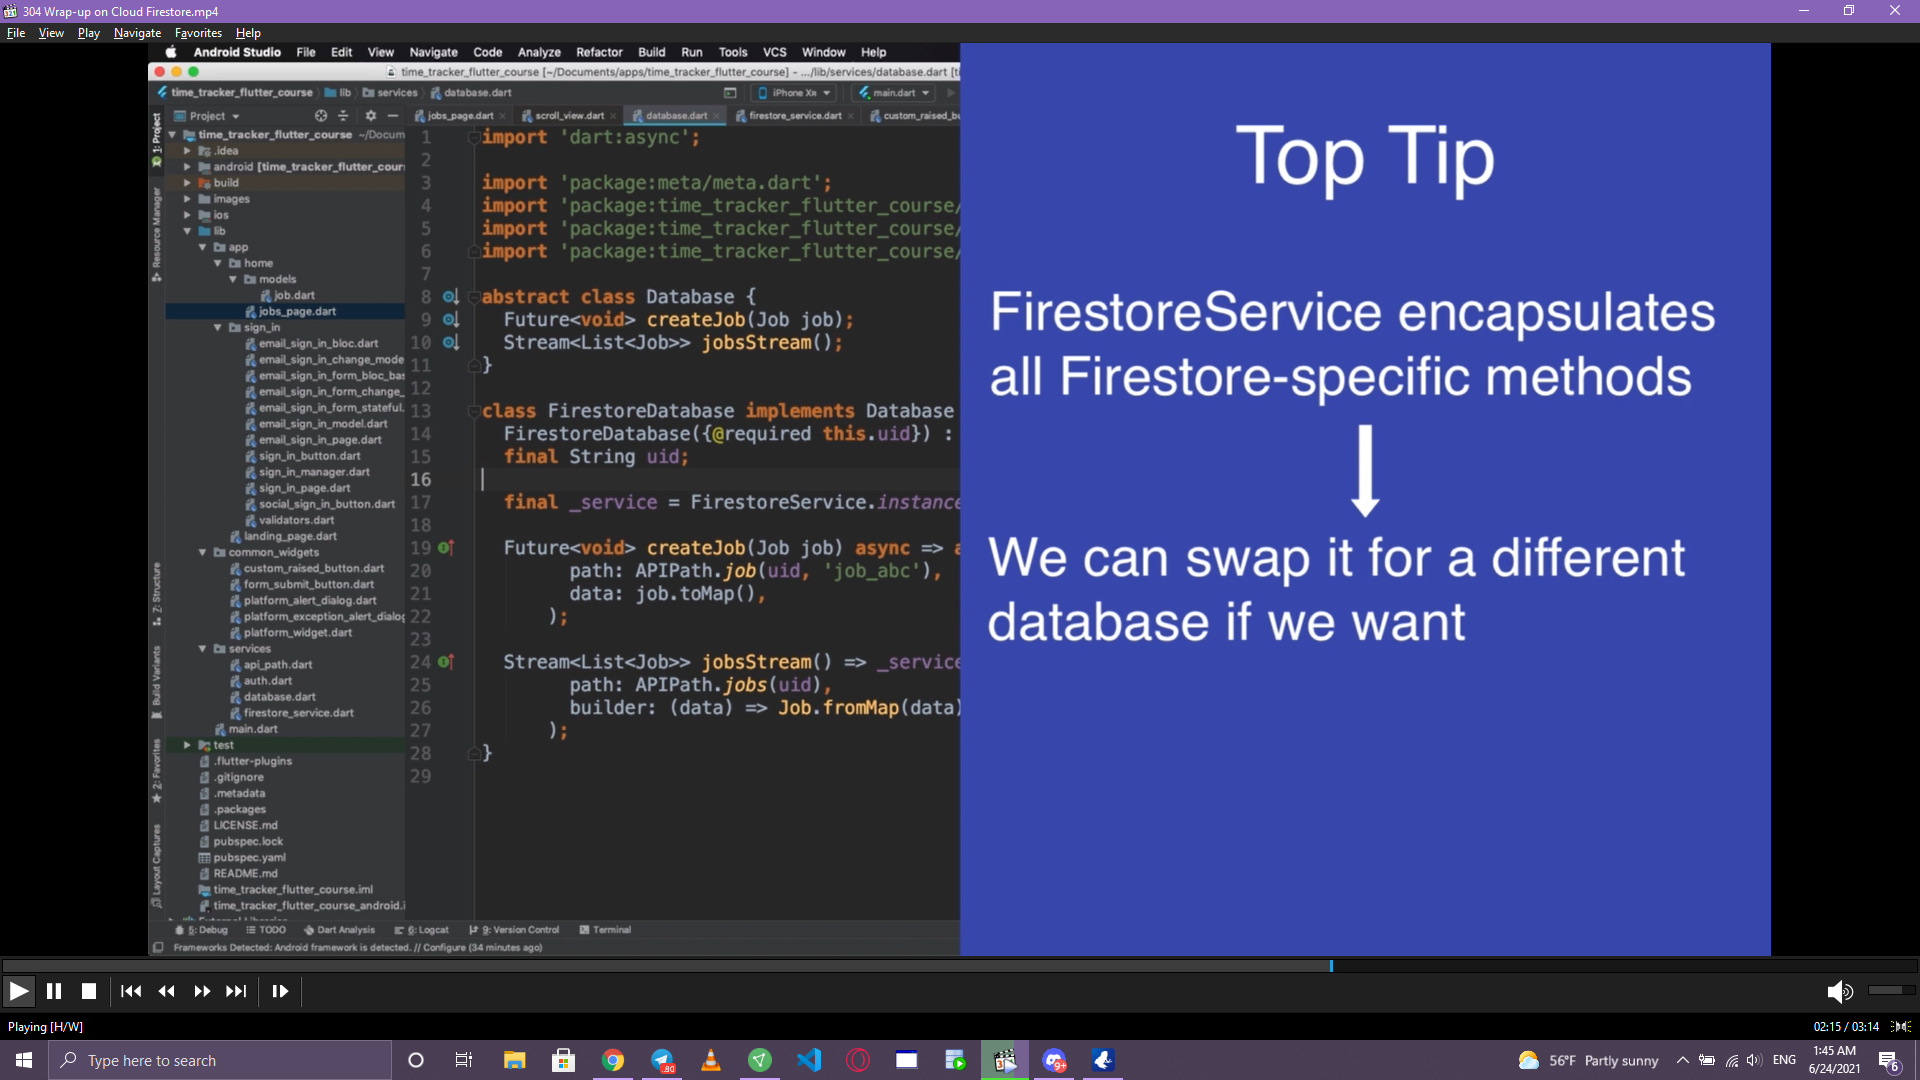 304 Wrap-up on Cloud Firestore.mp4
File View Play Navigate Favorites Help
Android Studio File Edit View Navigate Code Analyze Refactor Build Run Tools VCS Window Help
time_tracker_flutter_course [~/Documents/apps/time_tracker_flutter_course] - .../lib/services/database.dart [ti
time_tracker_flutter_course lib services database.dart iPhone XR main.dart
Project
jobs_page.dart scroll_view.dart database.dart firestore_service.dart custom_raised_bu
1: Project
Resource Manager
Z: Structure
Build Variants
2: Favorites
Layout Captures
time_tracker_flutter_course ~/Docum
.idea
android [time_tracker_flutter_cour
build
images
ios
lib
app
home
models
job.dart
jobs_page.dart
sign_in
email_sign_in_bloc.dart
email_sign_in_change_mode
email_sign_in_form_bloc_bas
email_sign_in_form_change_
email_sign_in_form_stateful.
email_sign_in_model.dart
email_sign_in_page.dart
sign_in_button.dart
sign_in_manager.dart
sign_in_page.dart
social_sign_in_button.dart
validators.dart
landing_page.dart
common_widgets
custom_raised_button.dart
form_submit_button.dart
platform_alert_dialog.dart
platform_exception_alert_dialog
platform_widget.dart
services
api_path.dart
auth.dart
database.dart
firestore_service.dart
main.dart
test
.flutter-plugins
.gitignore
.metadata
.packages
LICENSE.md
pubspec.lock
pubspec.yaml
README.md
time_tracker_flutter_course.iml
time_tracker_flutter_course_android.i
External Libraries
1 import 'dart:async';
2
3 import 'package:meta/meta.dart';
4 import 'package:time_tracker_flutter_course/
5 import 'package:time_tracker_flutter_course/
6 import 'package:time_tracker_flutter_course/
7
8 abstract class Database {
9 Future<void> createJob(Job job);
10 Stream<List<Job>> jobsStream();
11 }
12
13 class FirestoreDatabase implements Database
14 FirestoreDatabase({@required this.uid}) :
15 final String uid;
16
17 final _service = FirestoreService.instance
18
19 Future<void> createJob(Job job) async => a
20 path: APIPath.job(uid, 'job_abc'),
21 data: job.toMap(),
22 );
23
24 Stream<List<Job>> jobsStream() => _service
25 path: APIPath.jobs(uid),
26 builder: (data) => Job.fromMap(data)
27 );
28 }
29
5: Debug TODO Dart Analysis 6: Logcat 9: Version Control Terminal
Frameworks Detected: Android framework is detected. // Configure (34 minutes ago)
Top Tip
FirestoreService encapsulates
all Firestore-specific methods
We can swap it for a different
database if we want
Playing [H/W]
02:15 / 03:14
Type here to search
.80
9+
56°F Partly sunny
ENG
1:45 AM
6/24/2021
6